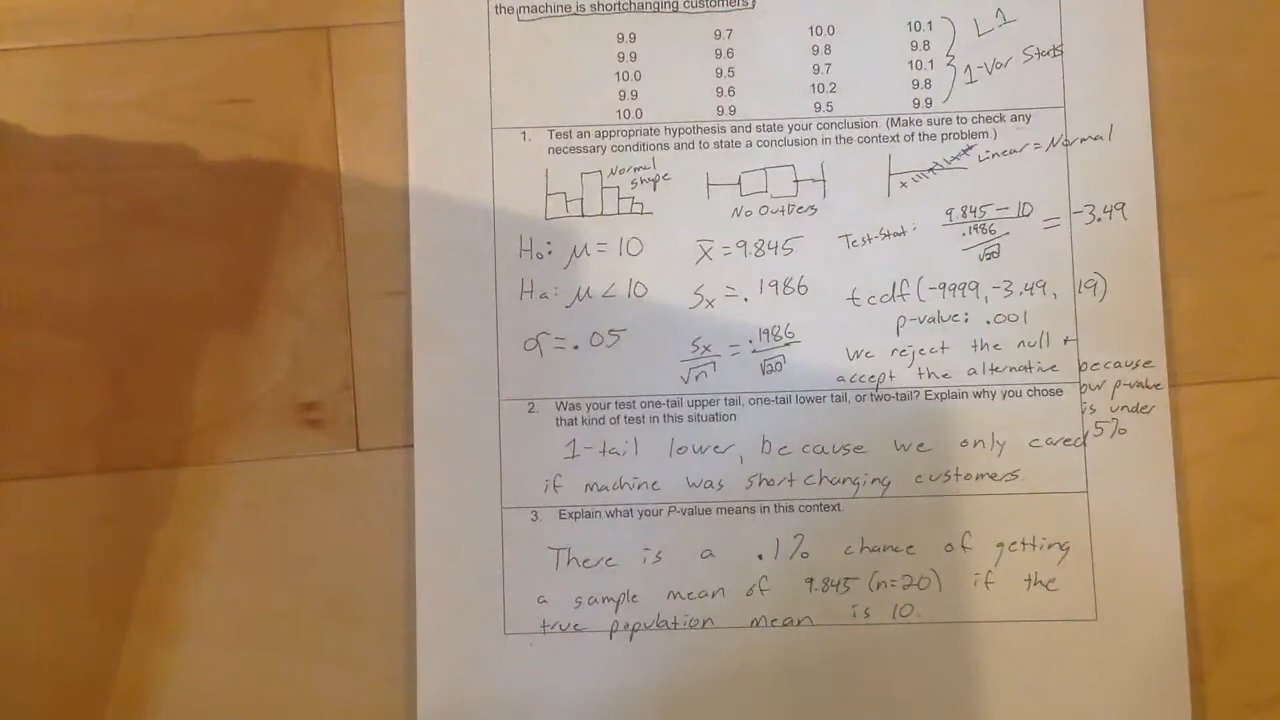 the machine is shortchanging customers.
9.9 9.7 10.0 10.1
9.9 9.6 9.8 9.8
10.0 9.5 9.7 10.1
9.9 9.6 10.2 9.8
10.0 9.9 9.5 9.9
L1
1-Var Stats
1. Test an appropriate hypothesis and state your conclusion. (Make sure to check any
necessary conditions and to state a conclusion in the context of the problem.)
Normal
shape
No Outliers
Linear = Normal
H₀: μ = 10
Hₐ: μ < 10
σ = .05
x̄ = 9.845
Sₓ = .1986
Sₓ/√n = .1986/√20
Test-Stat: (9.845 − 10)/(.1986/√20) = −3.49
tcdf(-9999, -3.49, 19)
p-value: .001
We reject the null +
accept the alternative because
our p-value
is under
5%
2. Was your test one-tail upper tail, one-tail lower tail, or two-tail? Explain why you chose
that kind of test in this situation
1-tail lower, because we only cared
if machine was shortchanging customers.
3. Explain what your P-value means in this context.
There is a .1% chance of getting
a sample mean of 9.845 (n=20) if the
true population mean is 10.